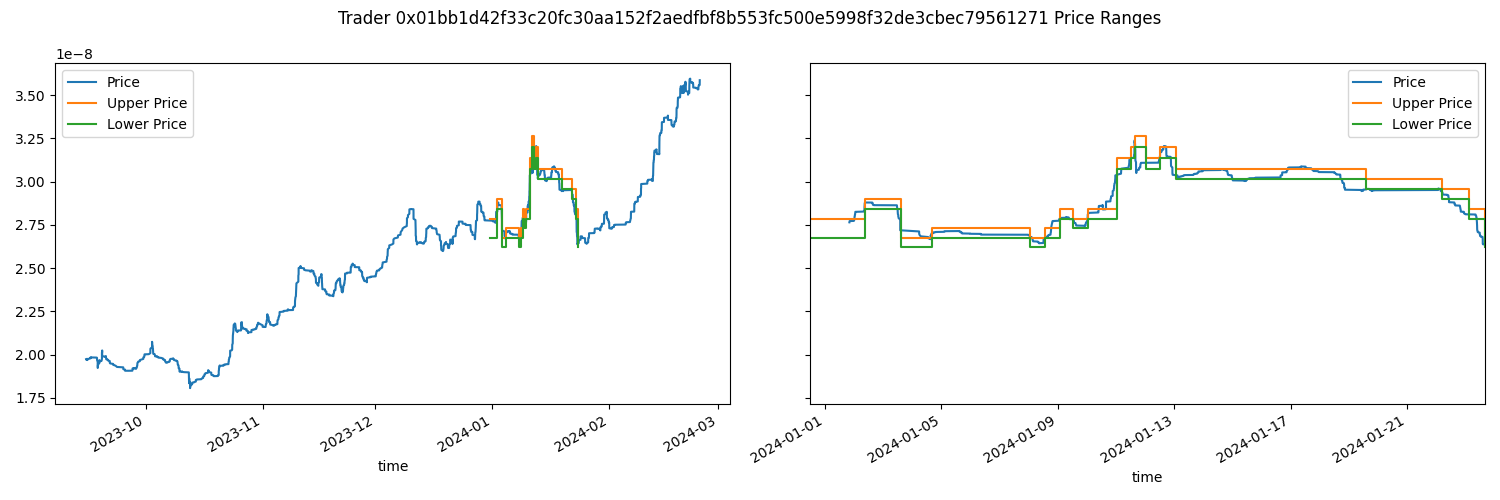 Trader 0x01bb1d42f33c20fc30aa152f2aedfbf8b553fc500e5998f32de3cbec79561271 Price Ranges
1e−8
3.50
3.25
3.00
2.75
2.50
2.25
2.00
1.75
Price
Upper Price
Lower Price
2023-10
2023-11
2023-12
2024-01
2024-02
2024-03
time
Price
Upper Price
Lower Price
2024-01-01
2024-01-05
2024-01-09
2024-01-13
2024-01-17
2024-01-21
time